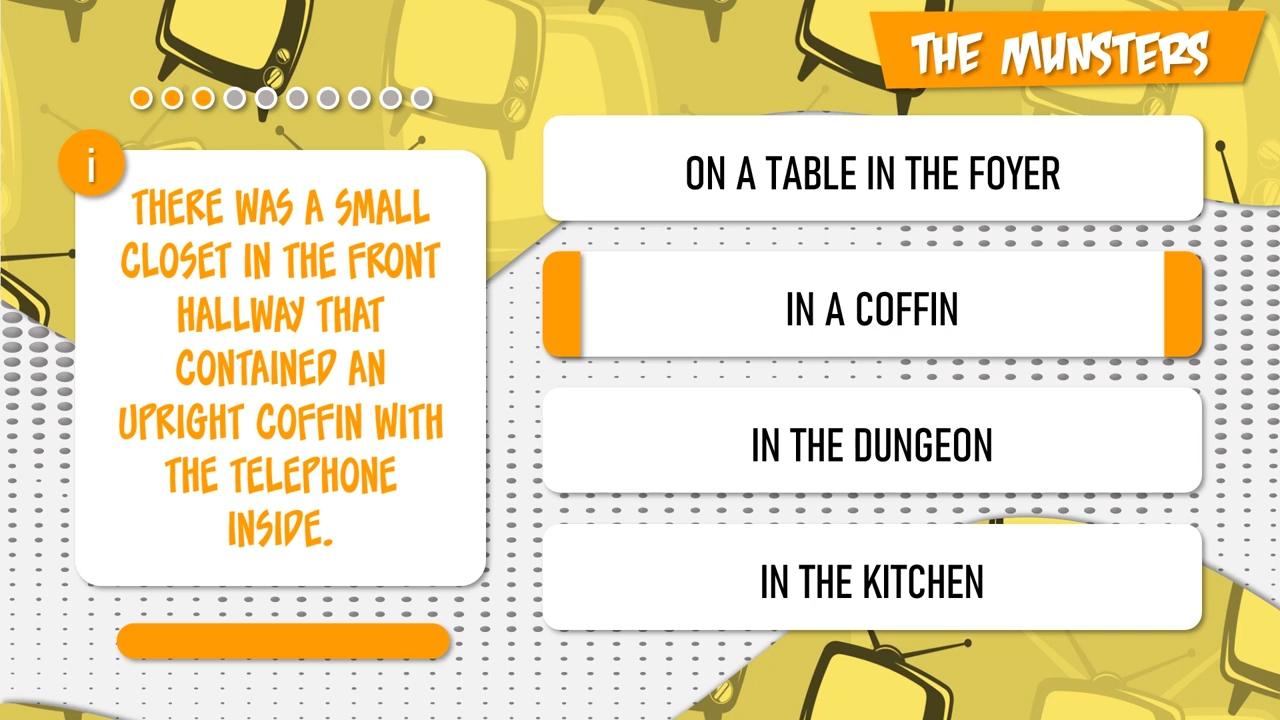 THE MUNSTERS
i
THERE WAS A SMALL
CLOSET IN THE FRONT
HALLWAY THAT
CONTAINED AN
UPRIGHT COFFIN WITH
THE TELEPHONE
INSIDE.
ON A TABLE IN THE FOYER
IN A COFFIN
IN THE DUNGEON
IN THE KITCHEN